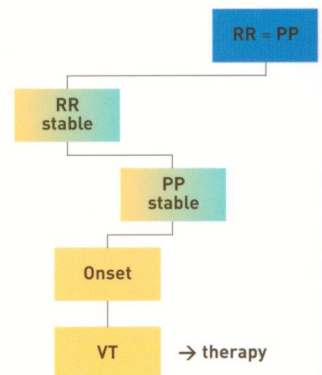 RR = PP
RR
stable
PP
stable
Onset
VT → therapy